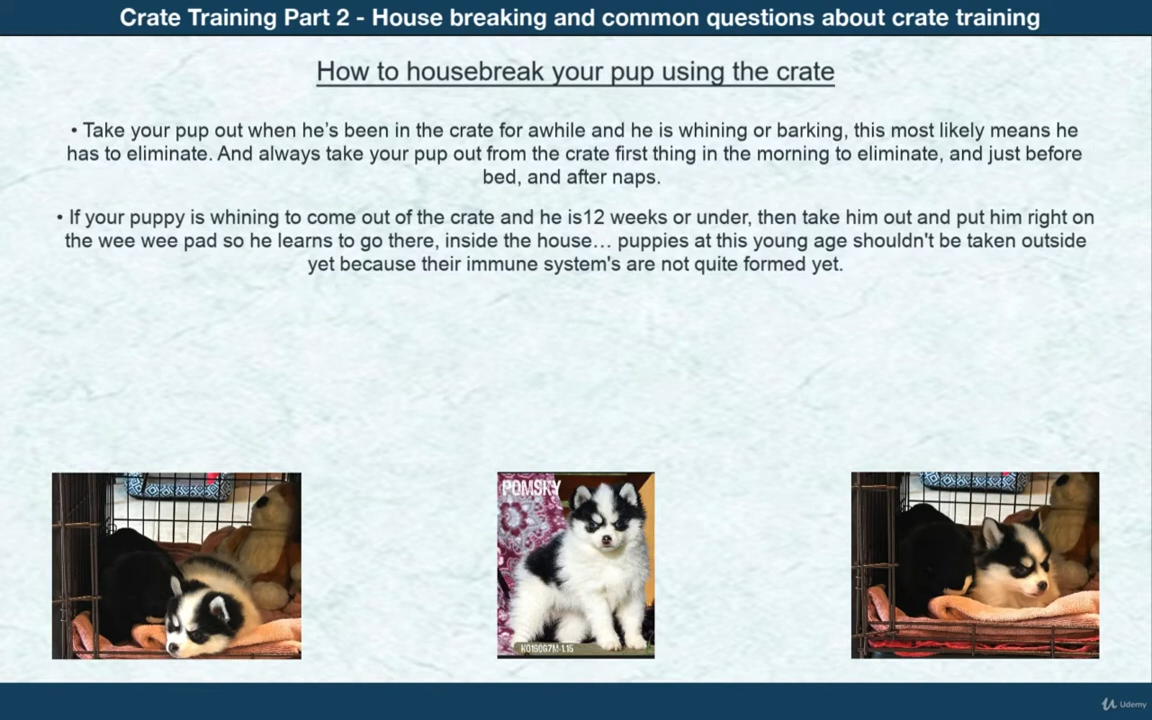 Crate Training Part 2 - House breaking and common questions about crate training
How to housebreak your pup using the crate
• Take your pup out when he's been in the crate for awhile and he is whining or barking, this most likely means he
has to eliminate. And always take your pup out from the crate first thing in the morning to eliminate, and just before
bed, and after naps.
• If your puppy is whining to come out of the crate and he is12 weeks or under, then take him out and put him right on
the wee wee pad so he learns to go there, inside the house… puppies at this young age shouldn't be taken outside
yet because their immune system's are not quite formed yet.
POMSKY
Udemy